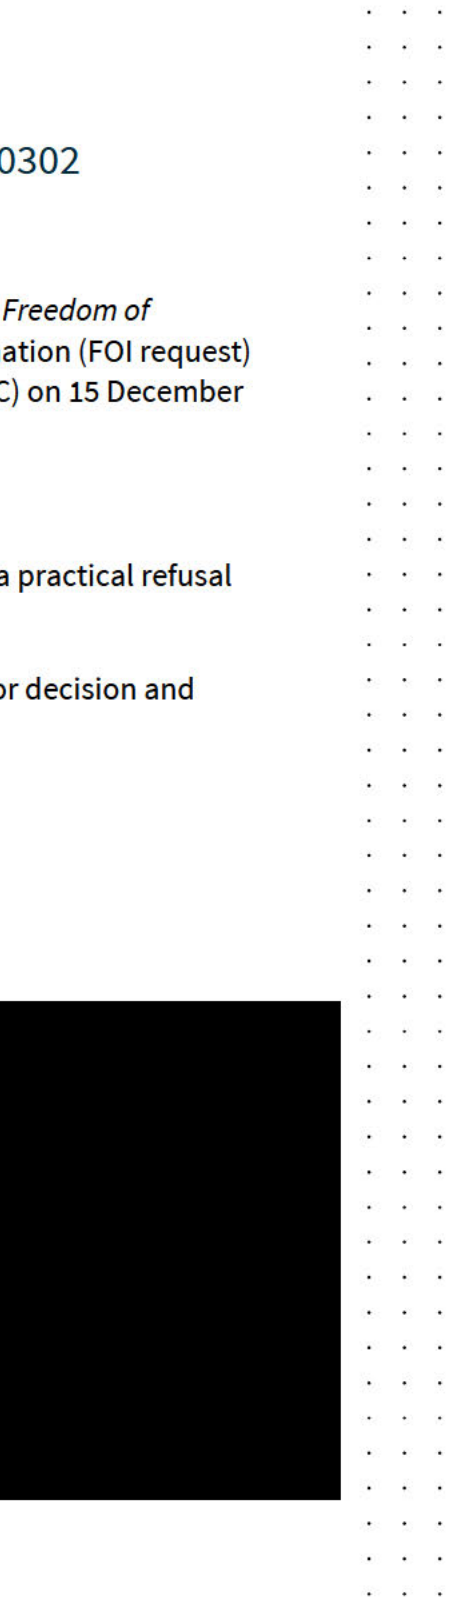 0302
Freedom of
ation (FOI request)
C) on 15 December
a practical refusal
or decision and